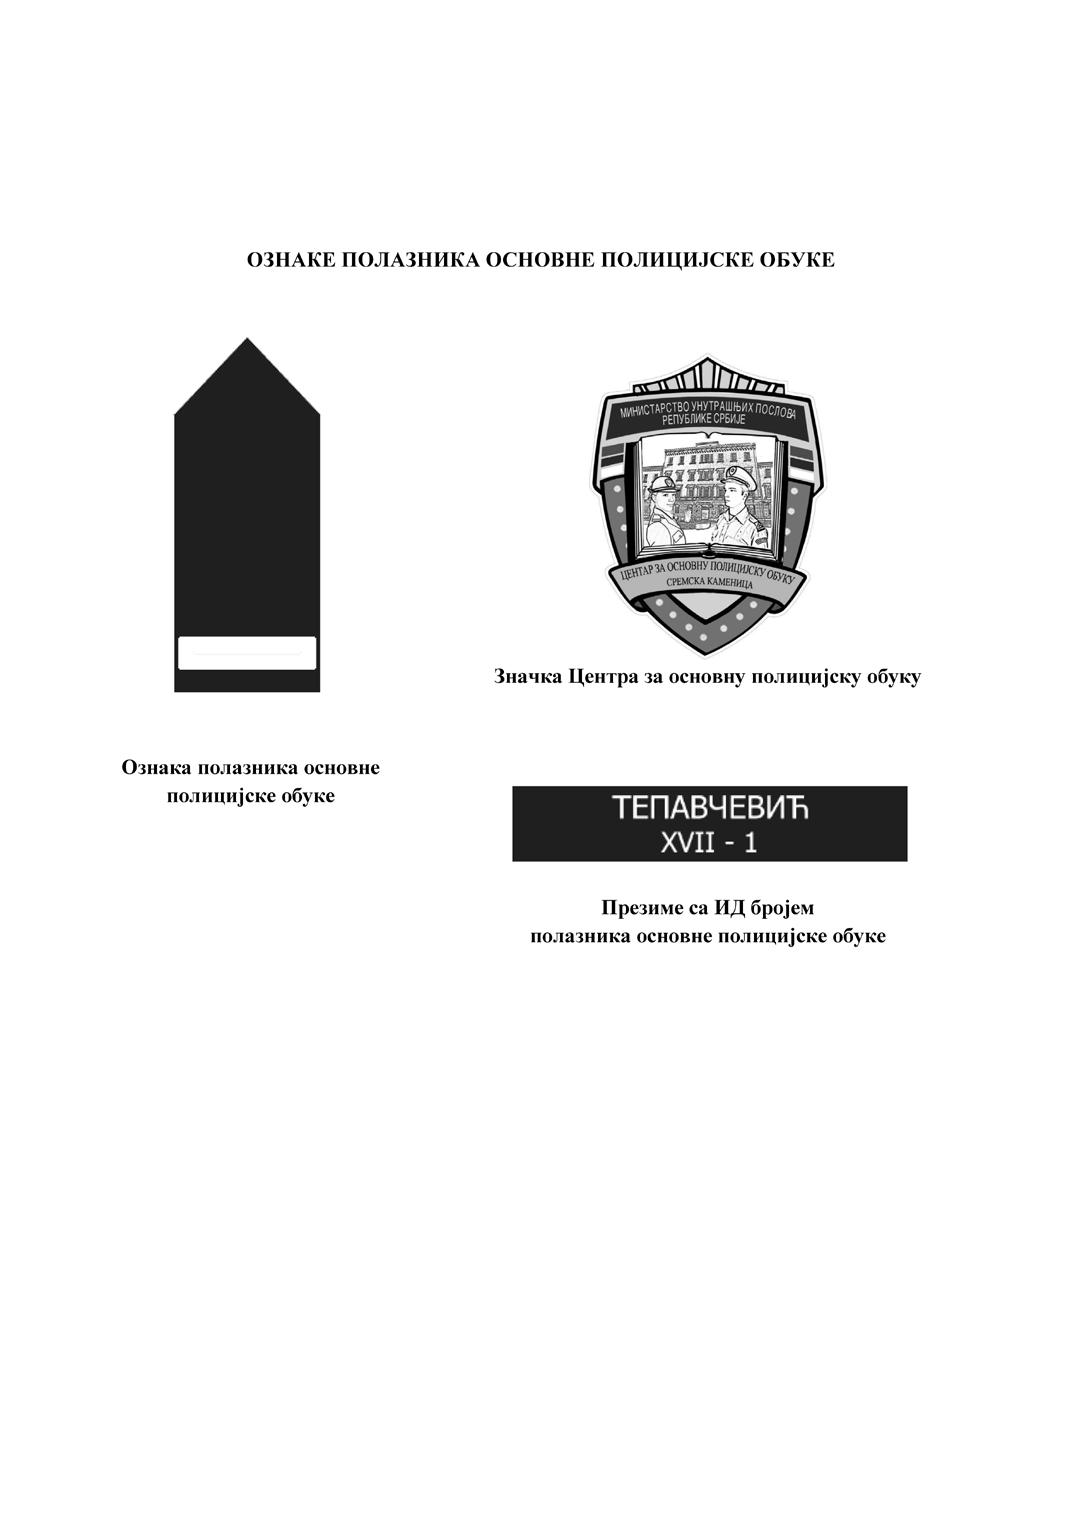 ОЗНАКЕ ПОЛАЗНИКА ОСНОВНЕ ПОЛИЦИЈСКЕ ОБУКЕ
МИНИСТАРСТВО УНУТРАШЊИХ ПОСЛОВА
РЕПУБЛИКЕ СРБИЈЕ
ЦЕНТАР ЗА ОСНОВНУ ПОЛИЦИЈСКУ ОБУКУ
СРЕМСКА КАМЕНИЦА
Значка Центра за основну полицијску обуку
Ознака полазника основне
полицијске обуке
ТЕПАВЧЕВИЋ
XVII - 1
Презиме са ИД бројем
полазника основне полицијске обуке